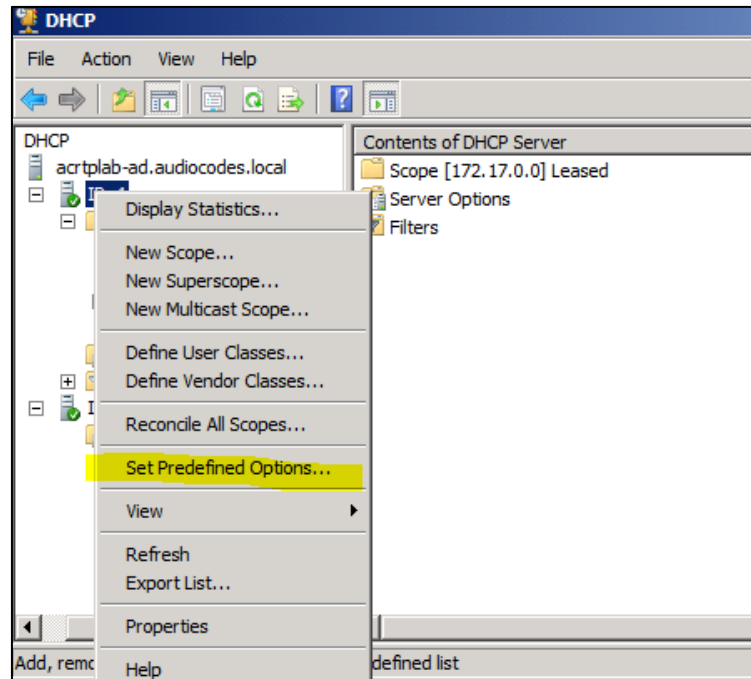 DHCP
File Action View Help
DHCP
acrtplab-ad.audiocodes.local
Contents of DHCP Server
Scope [172.17.0.0] Leased
Server Options
Filters
Display Statistics...
New Scope...
New Superscope...
New Multicast Scope...
Define User Classes...
Define Vendor Classes...
Reconcile All Scopes...
Set Predefined Options...
View
Refresh
Export List...
Properties
Help
Add, defined list